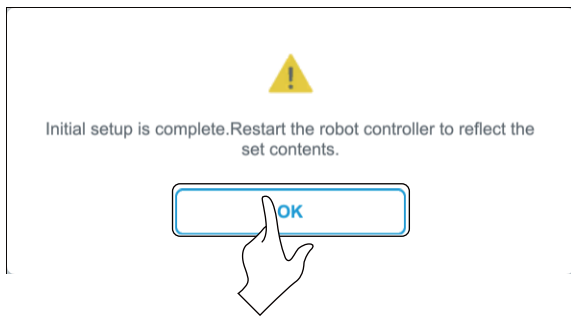 Initial setup is complete.Restart the robot controller to reflect the
set contents.
OK